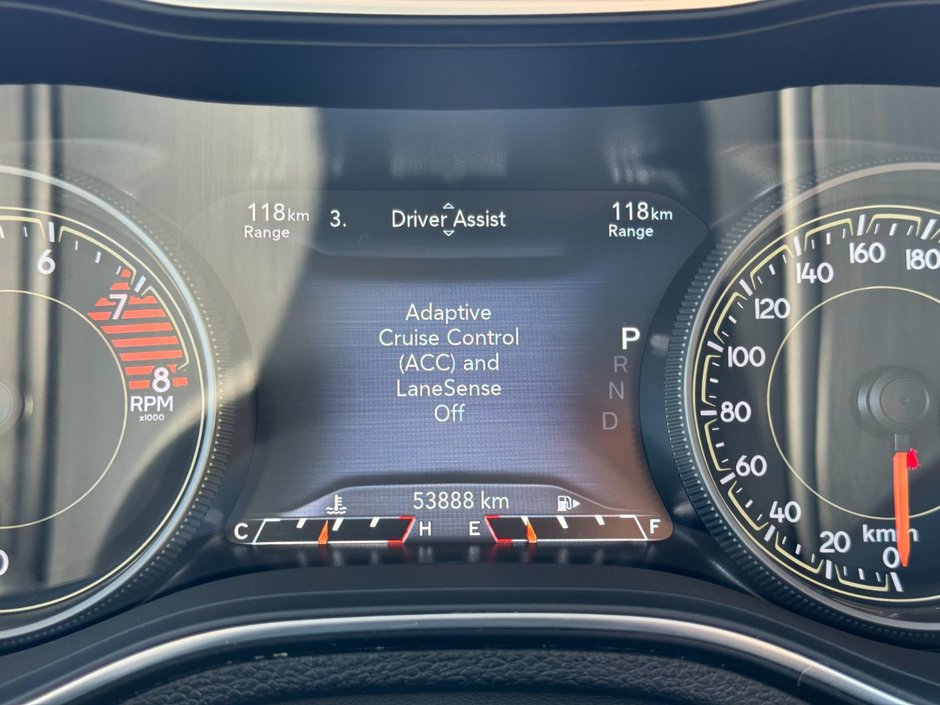 118km
Range
3. Driver Assist
118km
Range
Adaptive
Cruise Control
(ACC) and
LaneSense
Off
P
R
N
D
53888 km
C H E F
6
7
8
RPM
x1000
0
180
160
140
120
100
80
60
40
20
0
km/h